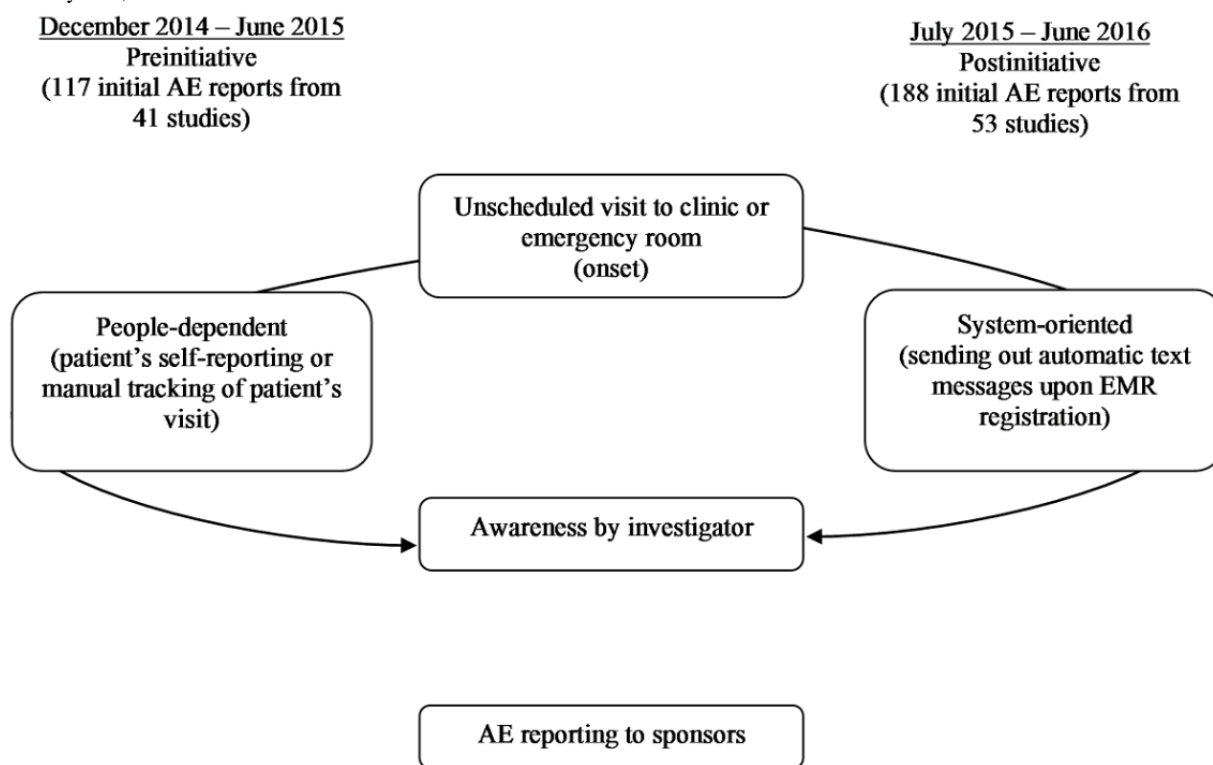 December 2014 – June 2015
Preinitiative
(117 initial AE reports from
41 studies)
July 2015 – June 2016
Postinitiative
(188 initial AE reports from
53 studies)
Unscheduled visit to clinic or
emergency room
(onset)
People-dependent
(patient’s self-reporting or
manual tracking of patient’s
visit)
System-oriented
(sending out automatic text
messages upon EMR
registration)
Awareness by investigator
AE reporting to sponsors